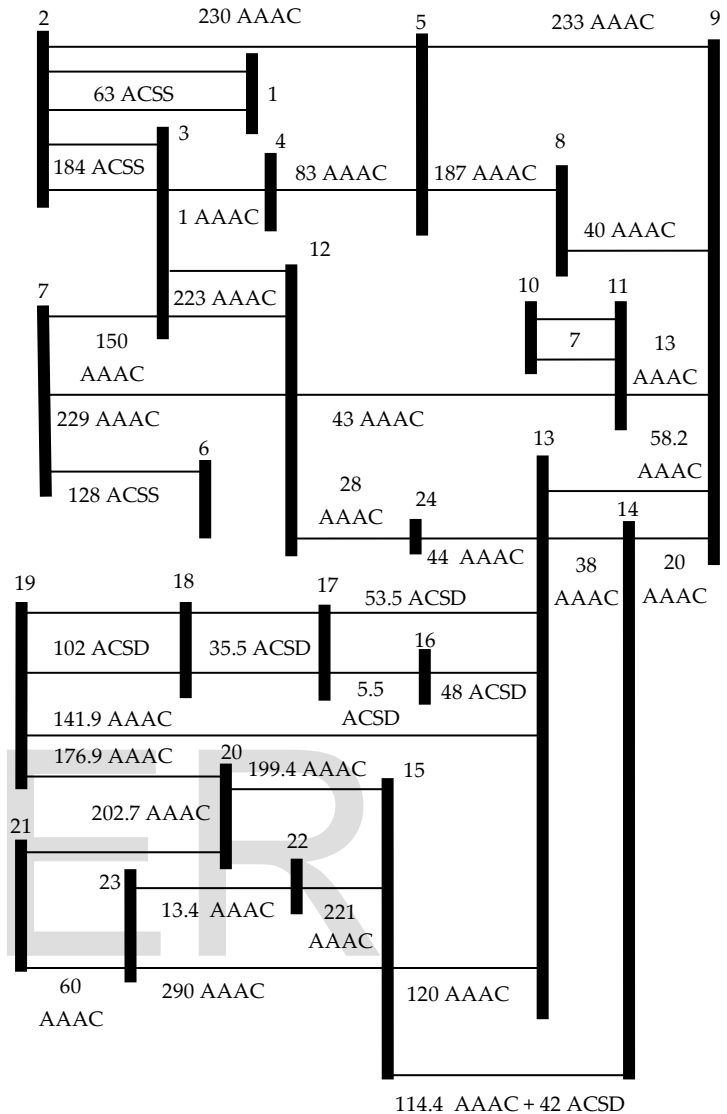 230 AAAC
2
5
233 AAAC
9
63 ACSS
1
3
4
8
184 ACSS
83 AAAC
187 AAAC
1 AAAC
40 AAAC
12
7
223 AAAC
10
11
150
AAAC
7
13
AAAC
229 AAAC
43 AAAC
13
58.2
AAAC
6
128 ACSS
28
AAAC
24
14
44 AAAC
38
AAAC
20
AAAC
19
18
17
53.5 ACSD
102 ACSD
35.5 ACSD
16
5.5
ACSD
48 ACSD
141.9 AAAC
176.9 AAAC
20
199.4 AAAC
15
202.7 AAAC
21
22
23
13.4 AAAC
221
AAAC
60
AAAC
290 AAAC
120 AAAC
114.4 AAAC + 42 ACSD
ER